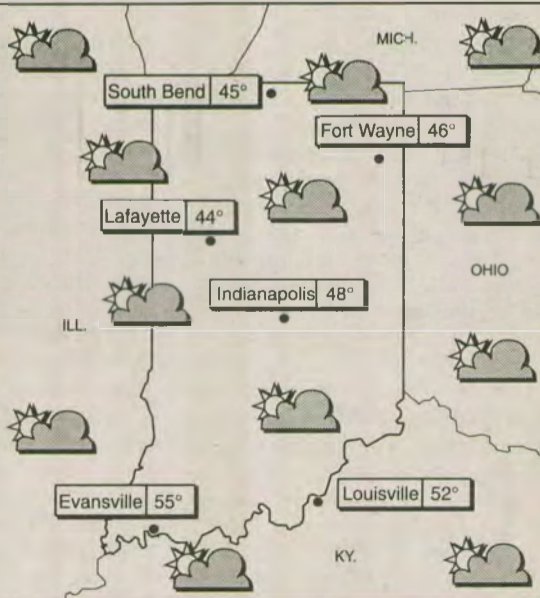 MICH.
South Bend 45°
Fort Wayne 46°
Lafayette 44°
OHIO
Indianapolis 48°
ILL.
Evansville 55°
Louisville 52°
KY.